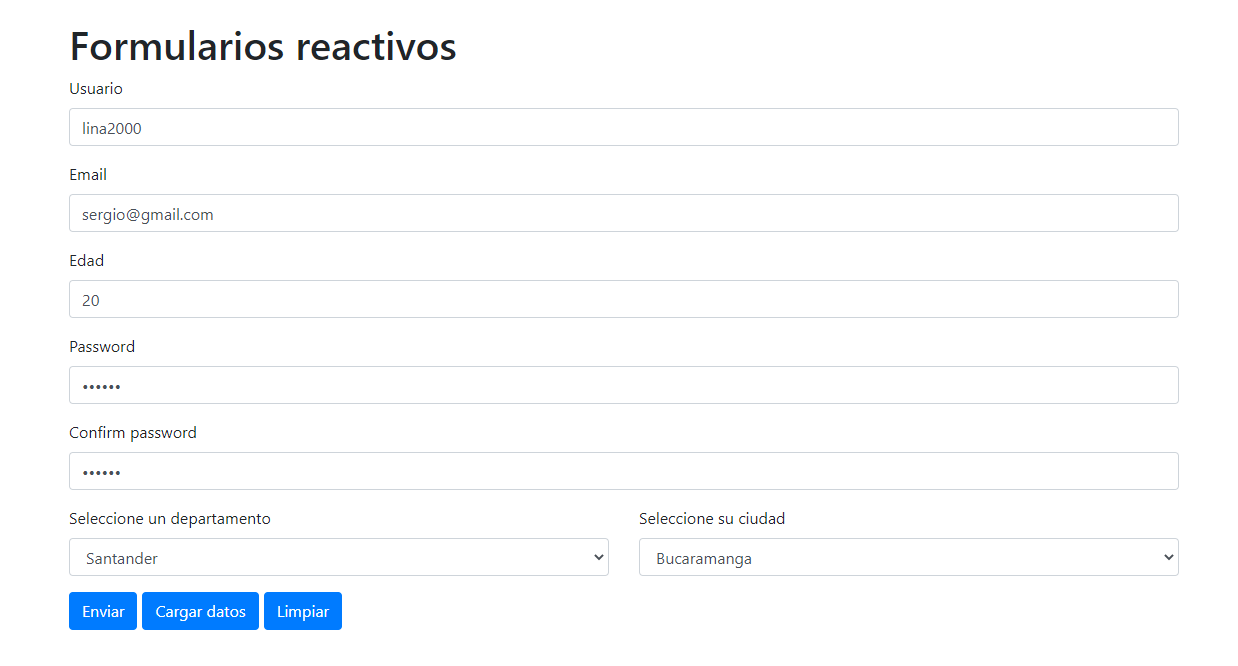 Formularios reactivos
Usuario
lina2000
Email
sergio@gmail.com
Edad
20
Password
••••••
Confirm password
••••••
Seleccione un departamento Seleccione su ciudad
Santander Bucaramanga
Enviar Cargar datos Limpiar